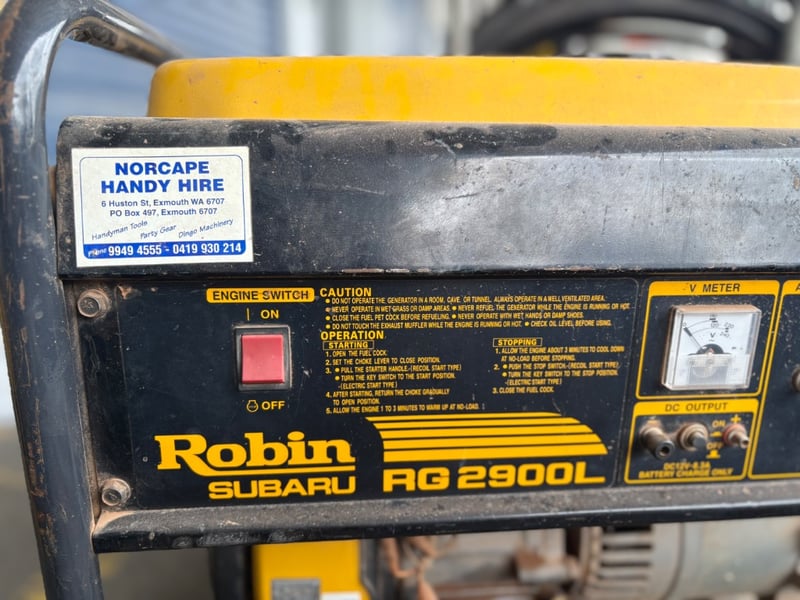 NORCAPE
HANDY HIRE
6 Huston St, Exmouth WA 6707
PO Box 497, Exmouth 6707
Handyman Tools Party Gear Dingo Machinery
Phone 9949 4555 - 0419 930 214
ENGINE SWITCH
| ON
OFF
CAUTION
● DO NOT OPERATE THE GENERATOR IN A ROOM, CAVE, OR TUNNEL. ALWAYS OPERATE IN A WELL VENTILATED AREA.
● NEVER OPERATE IN WET GRASS OR DAMP AREAS. ● NEVER REFUEL THE GENERATOR WHILE THE ENGINE IS RUNNING OR HOT.
● CLOSE THE FUEL PET COCK BEFORE REFUELING. ● NEVER OPERATE WITH WET HANDS OR DAMP SHOES.
● DO NOT TOUCH THE EXHAUST MUFFLER WHILE THE ENGINE IS RUNNING OR HOT. ● CHECK OIL LEVEL BEFORE USING.
OPERATION
STARTING
1. OPEN THE FUEL COCK.
2. SET THE CHOKE LEVER TO CLOSE POSITION.
3. ● PULL THE STARTER HANDLE.-(RECOIL START TYPE)
● TURN THE KEY SWITCH TO THE START POSITION.
-(ELECTRIC START TYPE)
4. AFTER STARTING, RETURN THE CHOKE GRADUALLY
TO OPEN POSITION.
5. ALLOW THE ENGINE 1 TO 3 MINUTES TO WARM UP AT NO-LOAD.
STOPPING
1. ALLOW THE ENGINE ABOUT 3 MINUTES TO COOL DOWN
AT NO-LOAD BEFORE STOPPING.
2. ● PUSH THE STOP SWITCH-(RECOIL START TYPE)
● TURN THE KEY SWITCH TO THE STOP POSITION.
-(ELECTRIC START TYPE)
3. CLOSE THE FUEL COCK.
Robin
SUBARU
RG2900L
V METER
V
DC OUTPUT
ON
DC12V-8.3A
BATTERY CHARGE ONLY